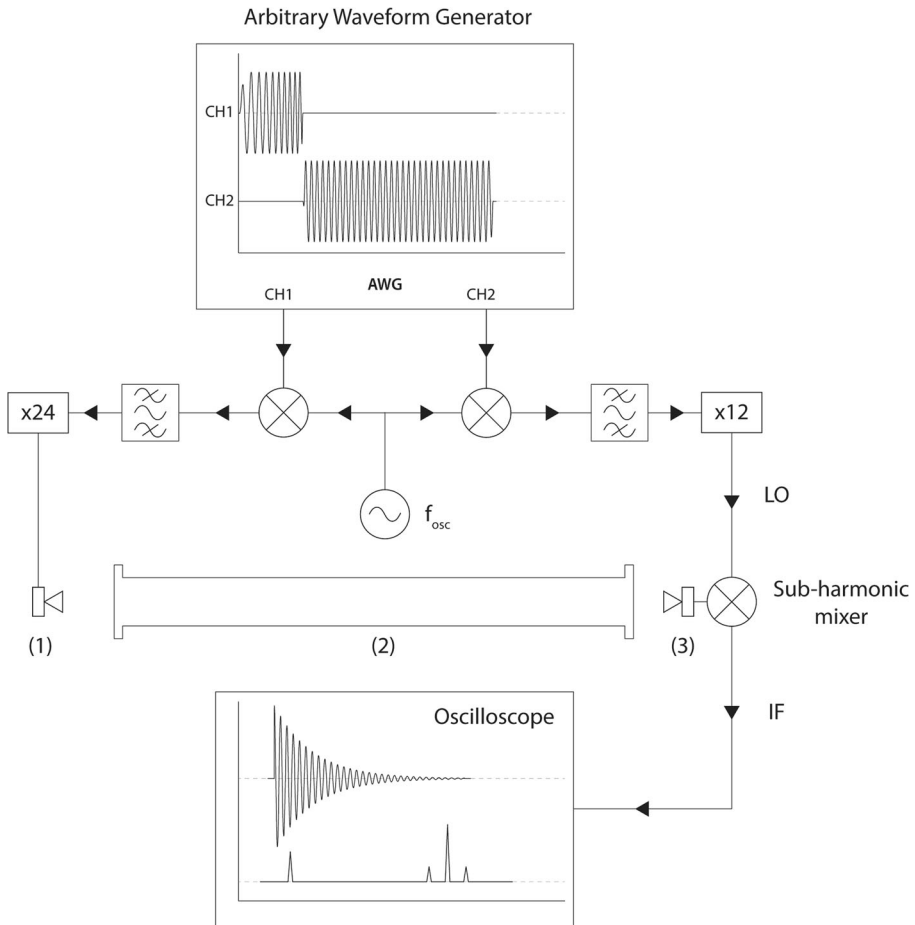 Arbitrary Waveform Generator
CH1
CH2
AWG
CH1
CH2
x24
x12
fosc
LO
Sub-harmonic
mixer
(1)
(2)
(3)
IF
Oscilloscope